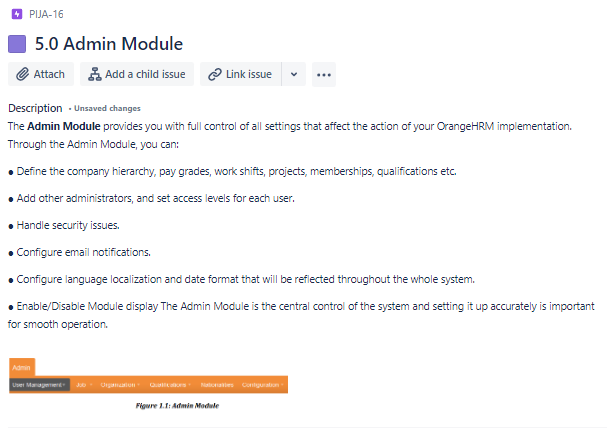 PIJA-16
5.0 Admin Module
Attach Add a child issue Link issue
Description • Unsaved changes
The Admin Module provides you with full control of all settings that affect the action of your OrangeHRM implementation.
Through the Admin Module, you can:
● Define the company hierarchy, pay grades, work shifts, projects, memberships, qualifications etc.
● Add other administrators, and set access levels for each user.
● Handle security issues.
● Configure email notifications.
● Configure language localization and date format that will be reflected throughout the whole system.
● Enable/Disable Module display The Admin Module is the central control of the system and setting it up accurately is important
for smooth operation.
Admin
User Management Job Organization Qualifications Nationalities Configuration
Figure 1.1: Admin Module